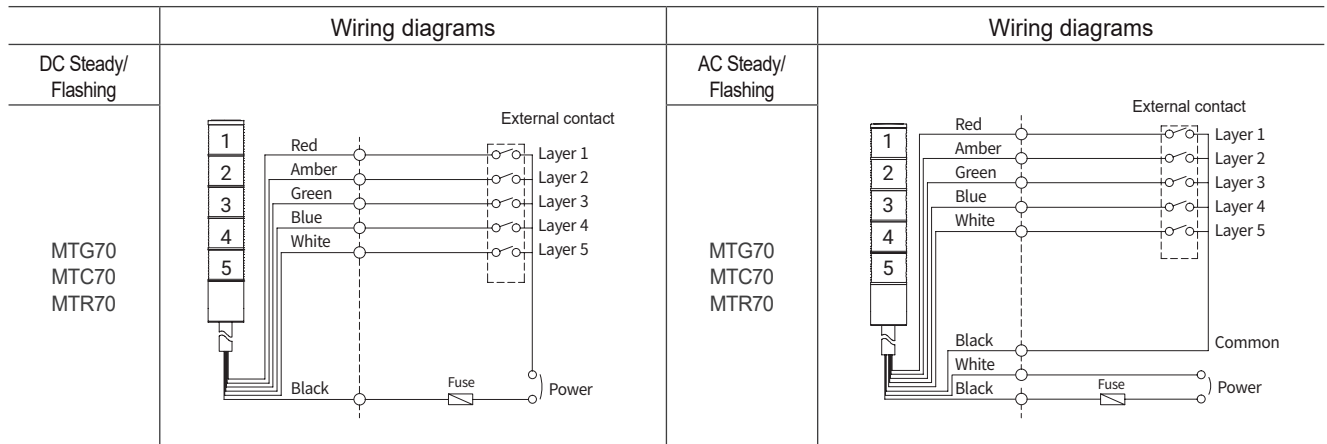 Wiring diagrams
Wiring diagrams
DC Steady/
Flashing
AC Steady/
Flashing
MTG70
MTC70
MTR70
1
2
3
4
5
Red
Amber
Green
Blue
White
Black
Fuse
External contact
Layer 1
Layer 2
Layer 3
Layer 4
Layer 5
Power
MTG70
MTC70
MTR70
1
2
3
4
5
Red
Amber
Green
Blue
White
Black
White
Black
Fuse
External contact
Layer 1
Layer 2
Layer 3
Layer 4
Layer 5
Common
Power